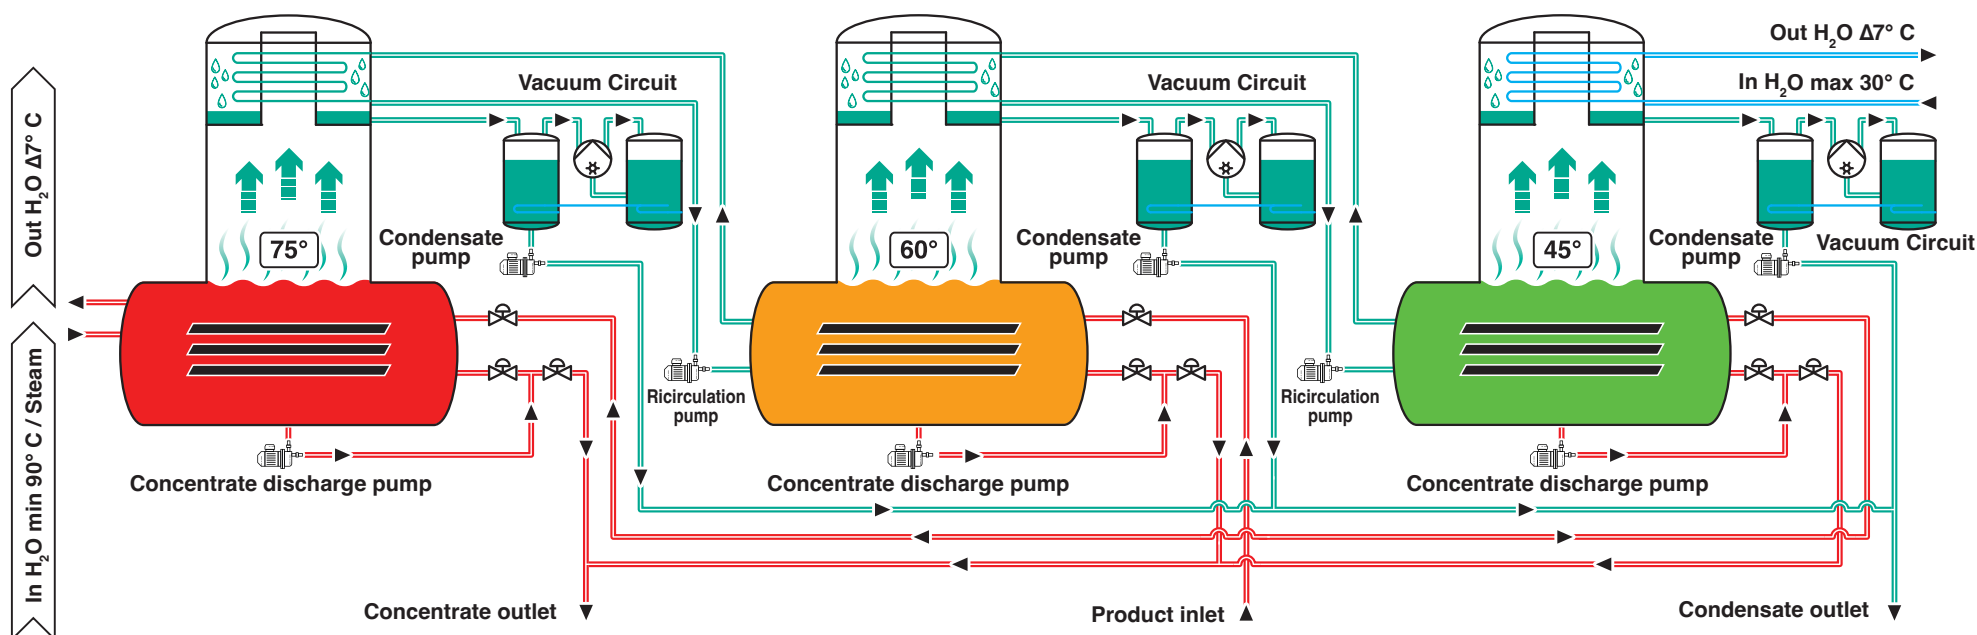 Out H₂O Δ7° C
In H₂O min 90° C / Steam
75°
Vacuum Circuit
Condensate
pump
Ricirculation
pump
Concentrate discharge pump
Concentrate outlet
60°
Vacuum Circuit
Condensate
pump
Ricirculation
pump
Concentrate discharge pump
Product inlet
Out H₂O Δ7° C
In H₂O max 30° C
45°
Condensate
pump
Vacuum Circuit
Concentrate discharge pump
Condensate outlet